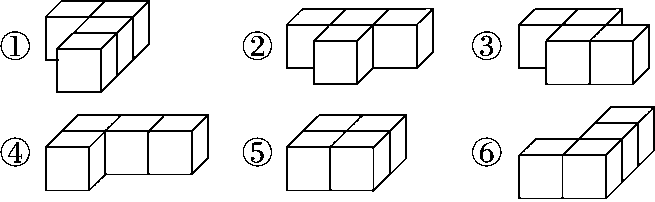 ① ② ③
④ ⑤ ⑥